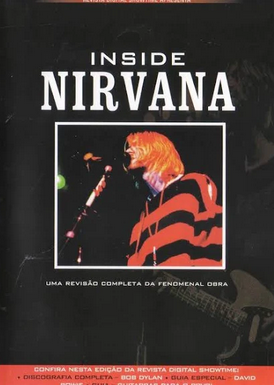 REVISTA DIGITAL SHOWTIME APRESENTA
INSIDE
NIRVANA
UMA REVISÃO COMPLETA DA FENOMENAL OBRA
CONFIRA NESTA EDIÇÃO DA REVISTA DIGITAL SHOWTIME:
• DISCOGRAFIA COMPLETA - BOB DYLAN • GUIA ESPECIAL - DAVID
BOWIE •